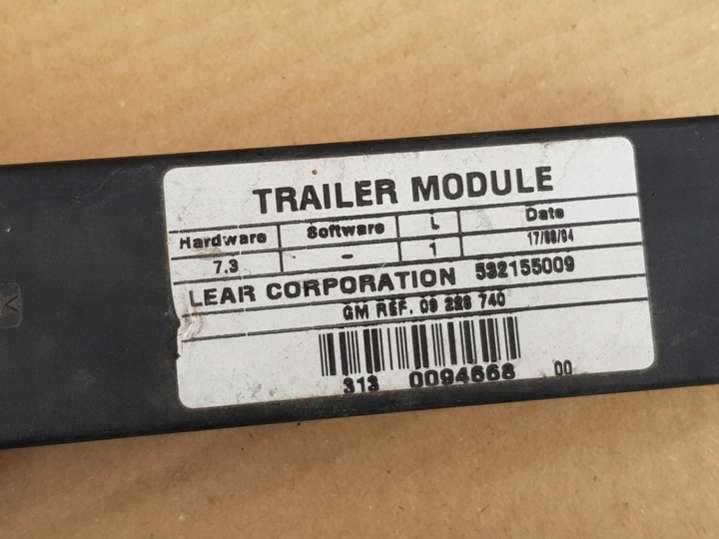 TRAILER MODULE
Hardware Software L Date
7.3 - 1 17/08/04
LEAR CORPORATION 532155009
GM REF. 09 228 740
313 0094668 00